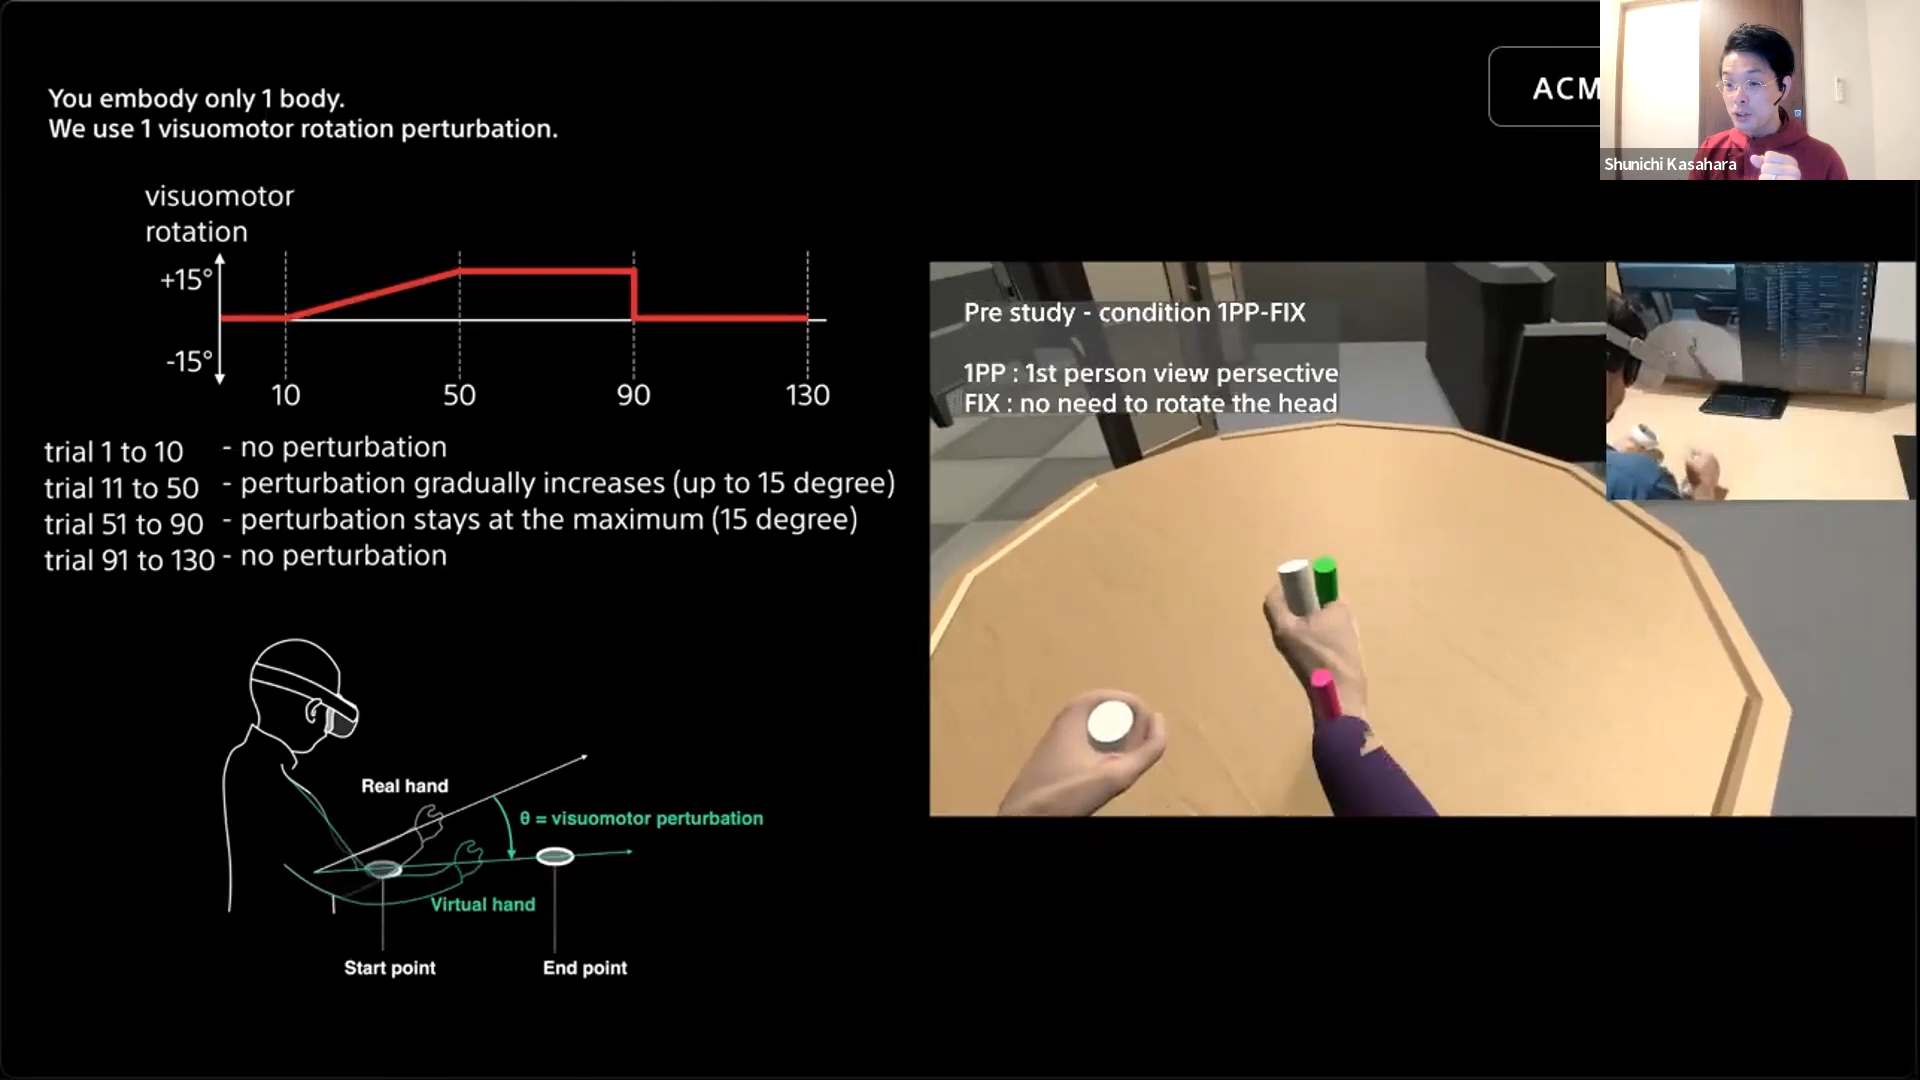 You embody only 1 body.
We use 1 visuomotor rotation perturbation.
ACM
Shunichi Kasahara
visuomotor
rotation
+15°
-15°
10 50 90 130
trial 1 to 10 - no perturbation
trial 11 to 50 - perturbation gradually increases (up to 15 degree)
trial 51 to 90 - perturbation stays at the maximum (15 degree)
trial 91 to 130 - no perturbation
Pre study - condition 1PP-FIX
1PP : 1st person view persective
FIX : no need to rotate the head
Real hand
θ = visuomotor perturbation
Virtual hand
Start point
End point